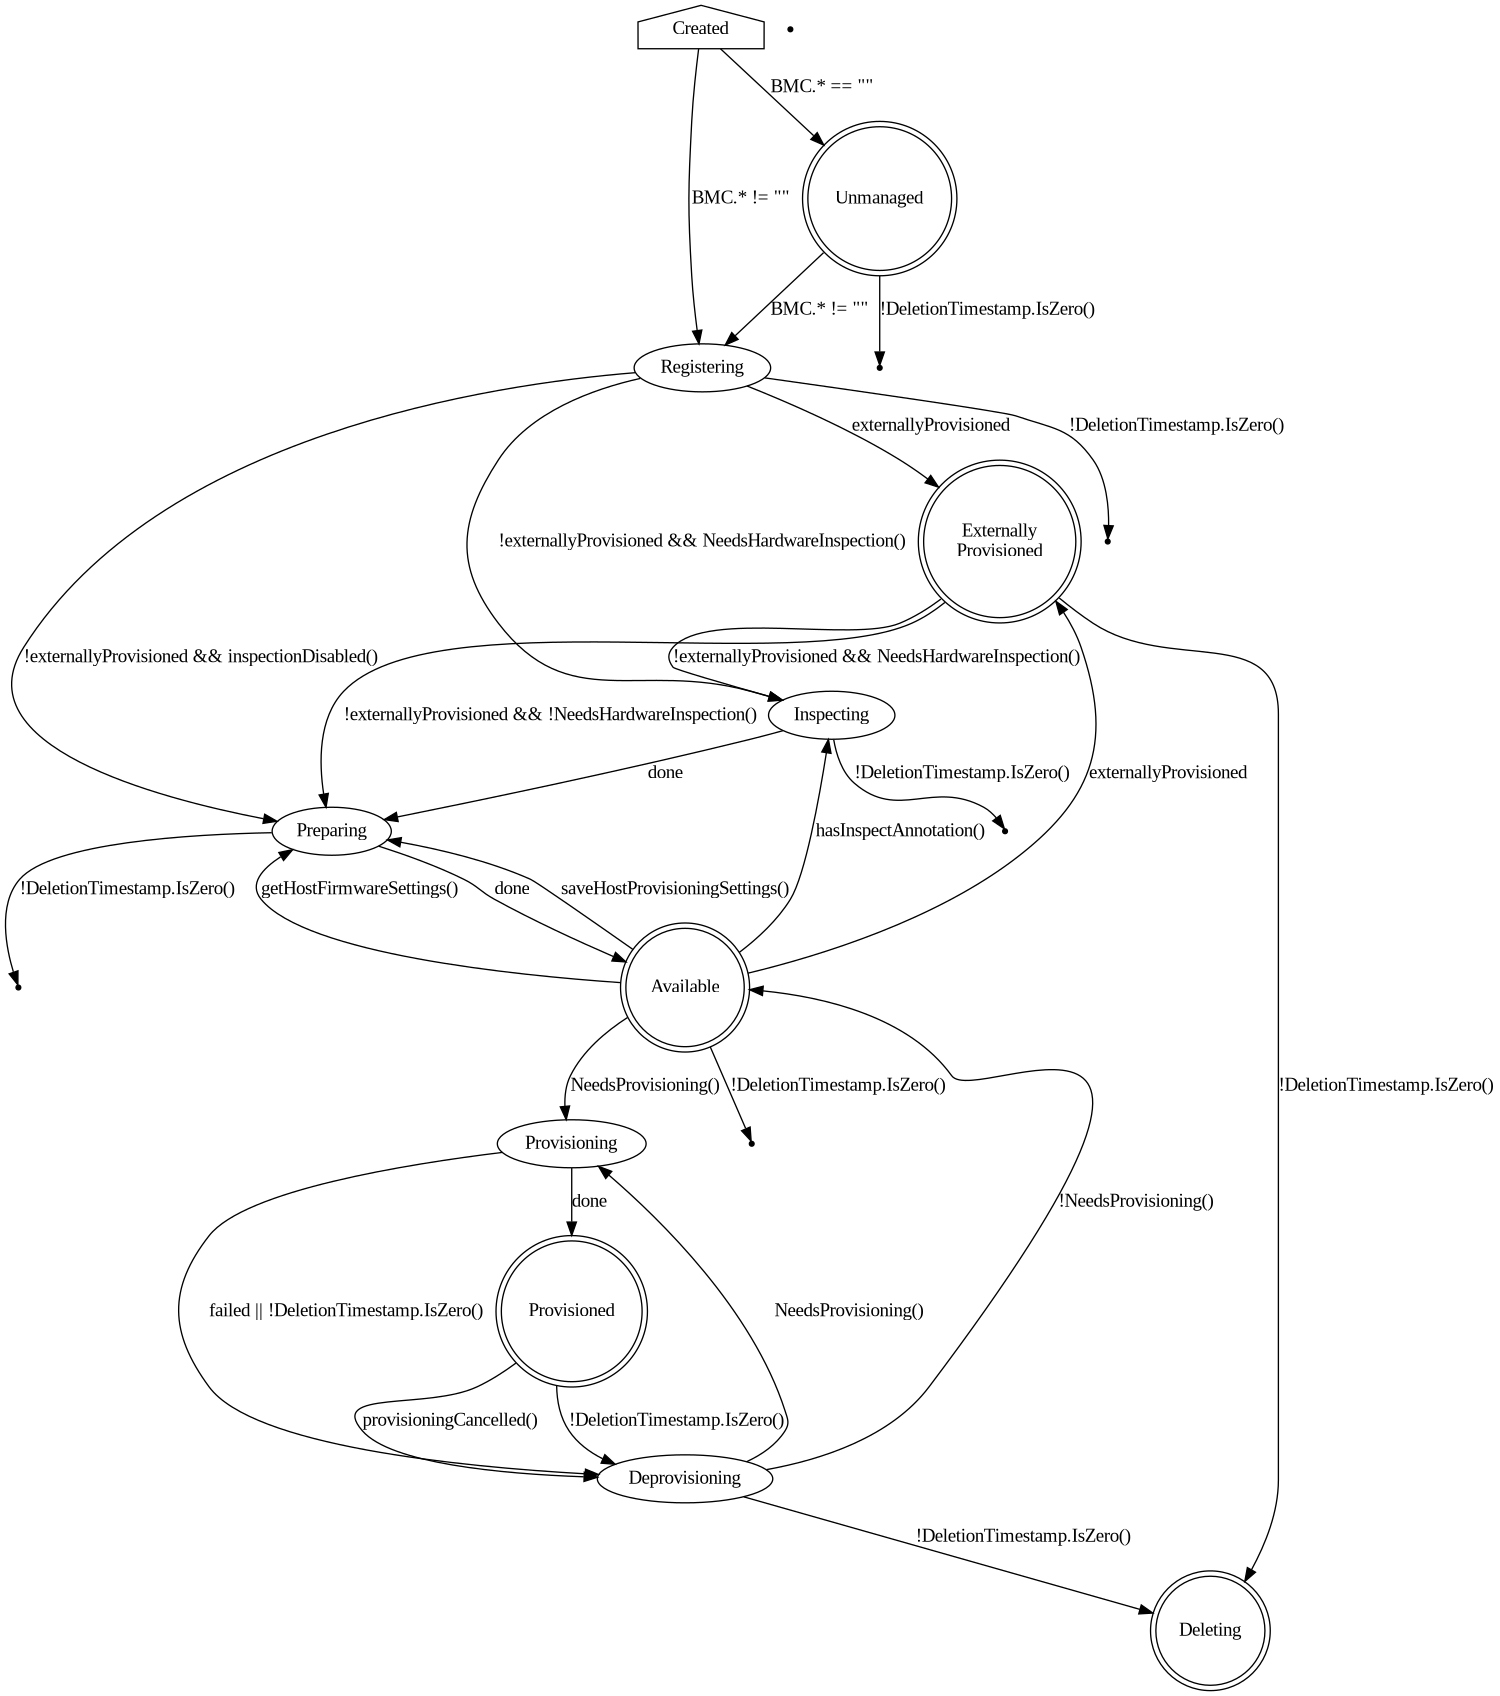 Created
BMC.* == ""
BMC.* != ""
Unmanaged
BMC.* != ""
!DeletionTimestamp.IsZero()
Registering
externallyProvisioned
!DeletionTimestamp.IsZero()
!externallyProvisioned && NeedsHardwareInspection()
Externally
Provisioned
!externallyProvisioned && inspectionDisabled()
!externallyProvisioned && NeedsHardwareInspection()
!externallyProvisioned && !NeedsHardwareInspection()
Inspecting
done
!DeletionTimestamp.IsZero()
externallyProvisioned
Preparing
hasInspectAnnotation()
!DeletionTimestamp.IsZero()
getHostFirmwareSettings()
done
saveHostProvisioningSettings()
Available
NeedsProvisioning()
!DeletionTimestamp.IsZero()
!DeletionTimestamp.IsZero()
Provisioning
done
!NeedsProvisioning()
failed || !DeletionTimestamp.IsZero()
Provisioned
NeedsProvisioning()
provisioningCancelled()
!DeletionTimestamp.IsZero()
Deprovisioning
!DeletionTimestamp.IsZero()
Deleting